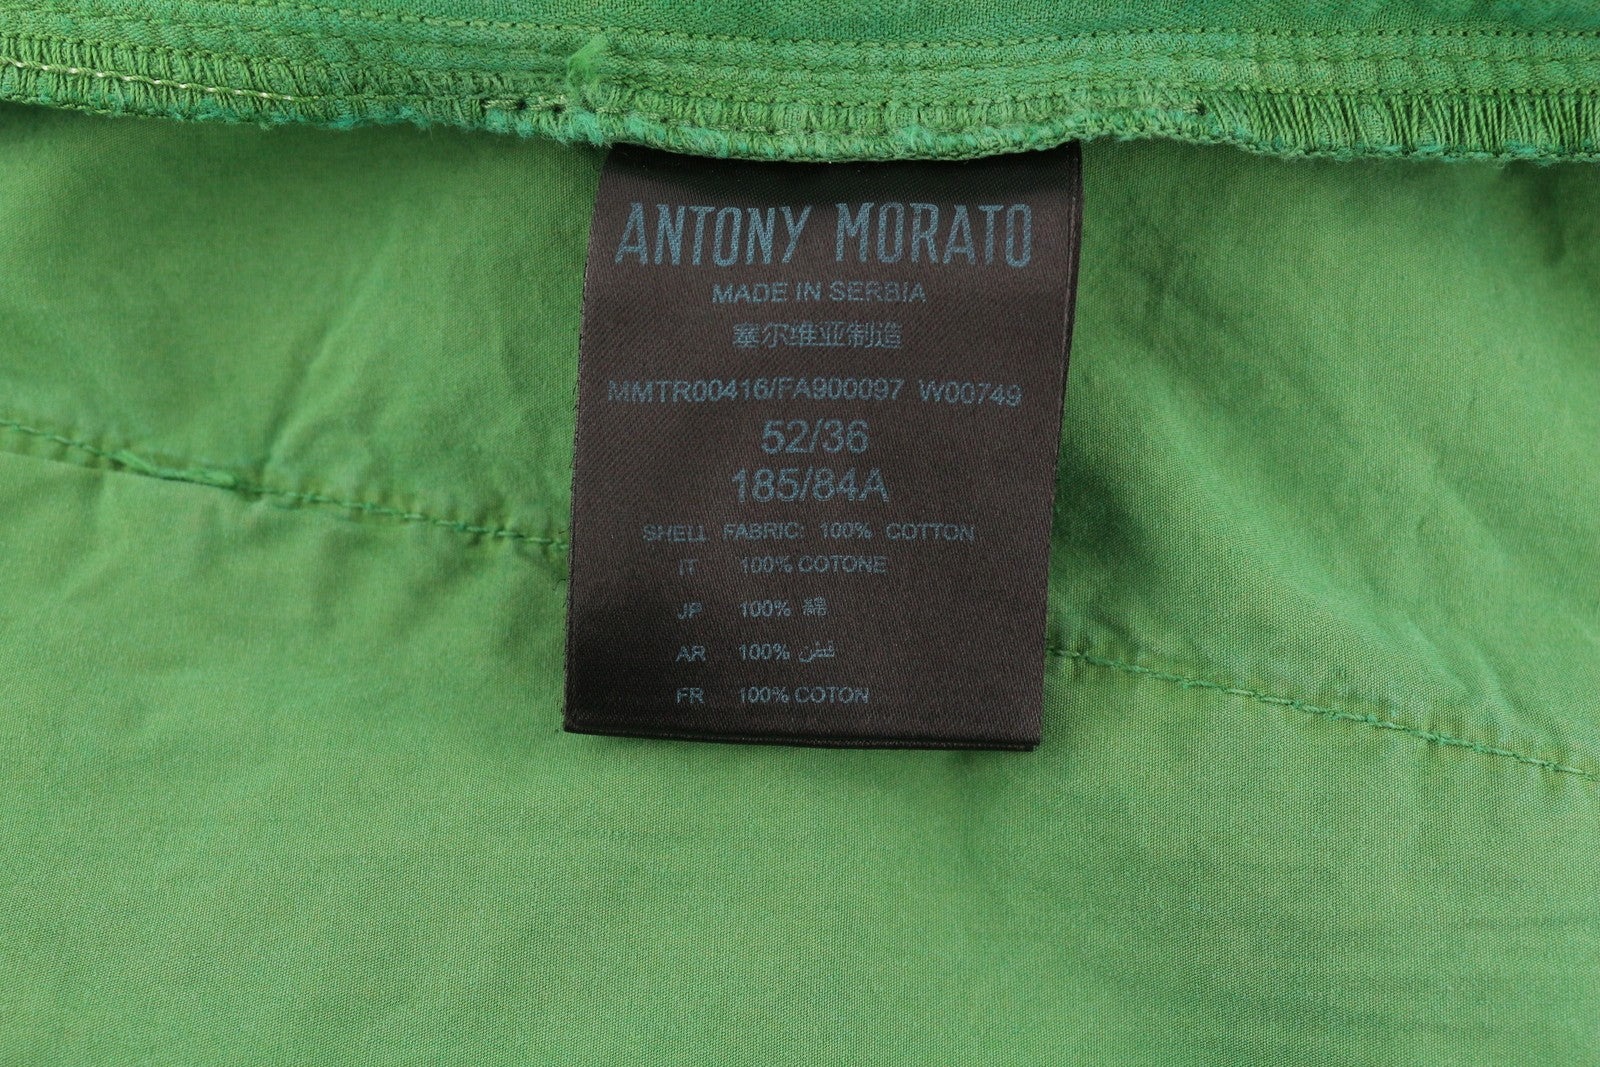 ANTONY MORATO
MADE IN SERBIA
塞尔维亚制造
MMTR00416/FA900097 W00749
52/36
185/84A
SHELL FABRIC: 100% COTTON
IT 100% COTONE
JP 100% 綿
AR 100% قطن
FR 100% COTON